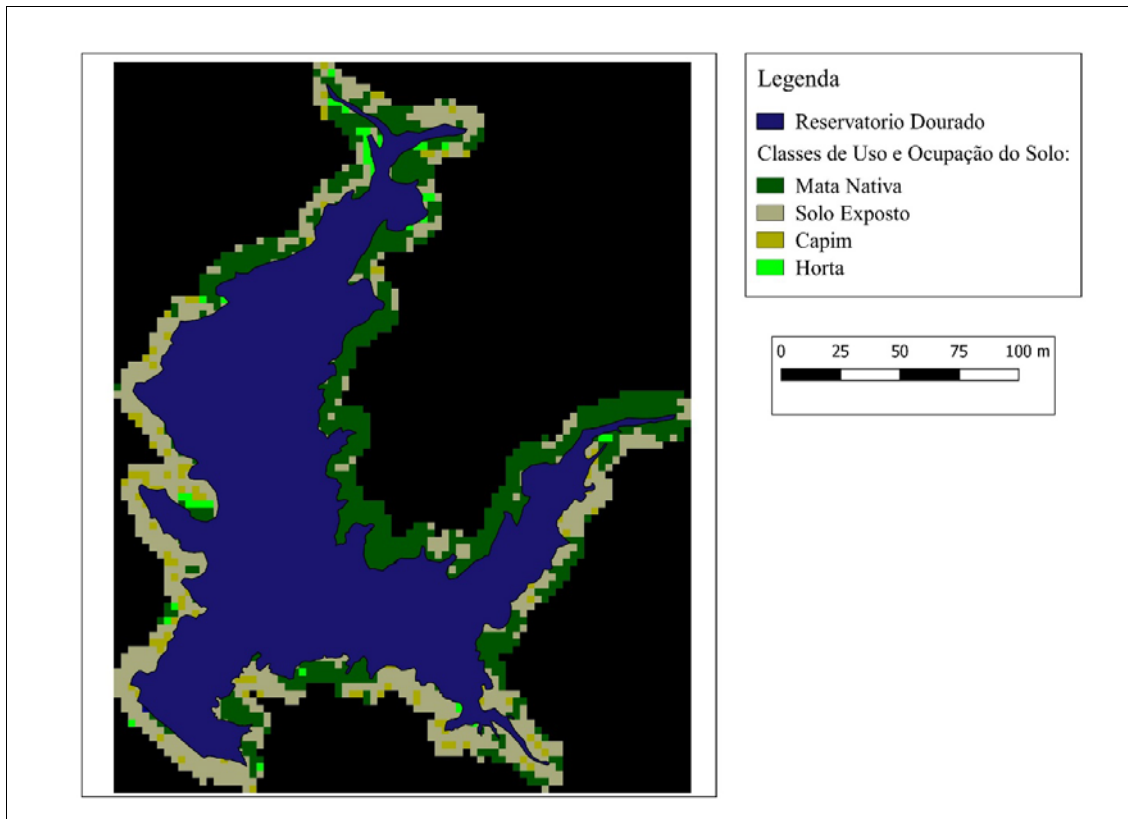 Legenda
Reservatorio Dourado
Classes de Uso e Ocupação do Solo:
Mata Nativa
Solo Exposto
Capim
Horta
0 25 50 75 100 m